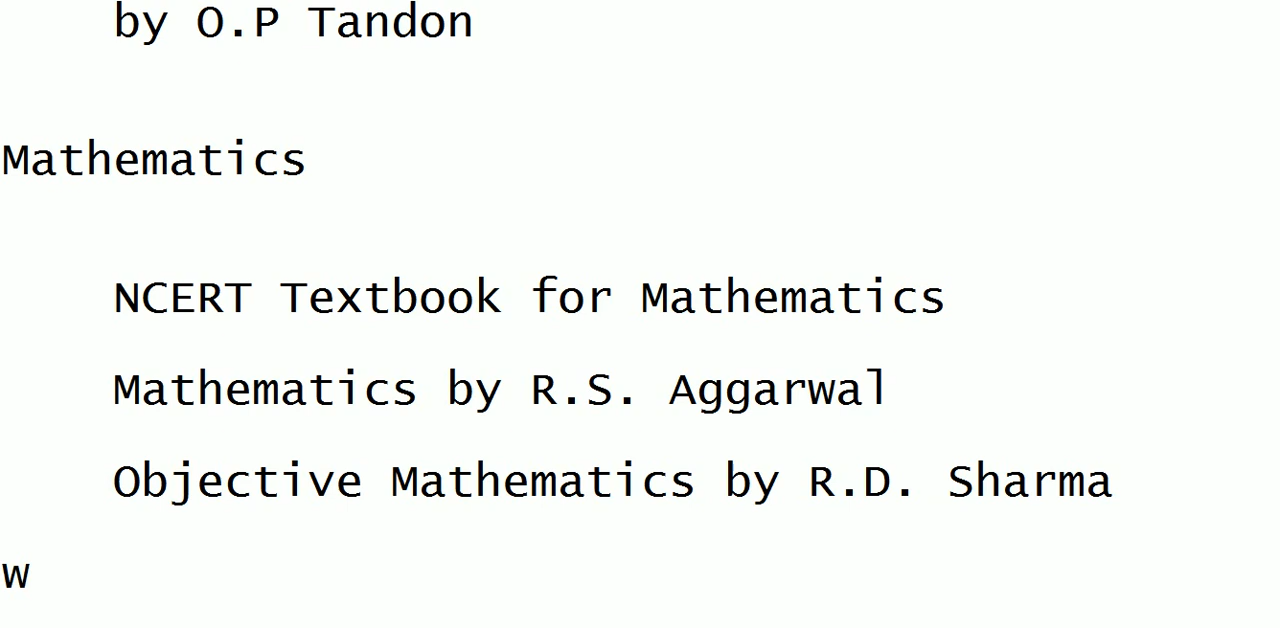 by O.P Tandon
Mathematics
NCERT Textbook for Mathematics
Mathematics by R.S. Aggarwal
Objective Mathematics by R.D. Sharma
w